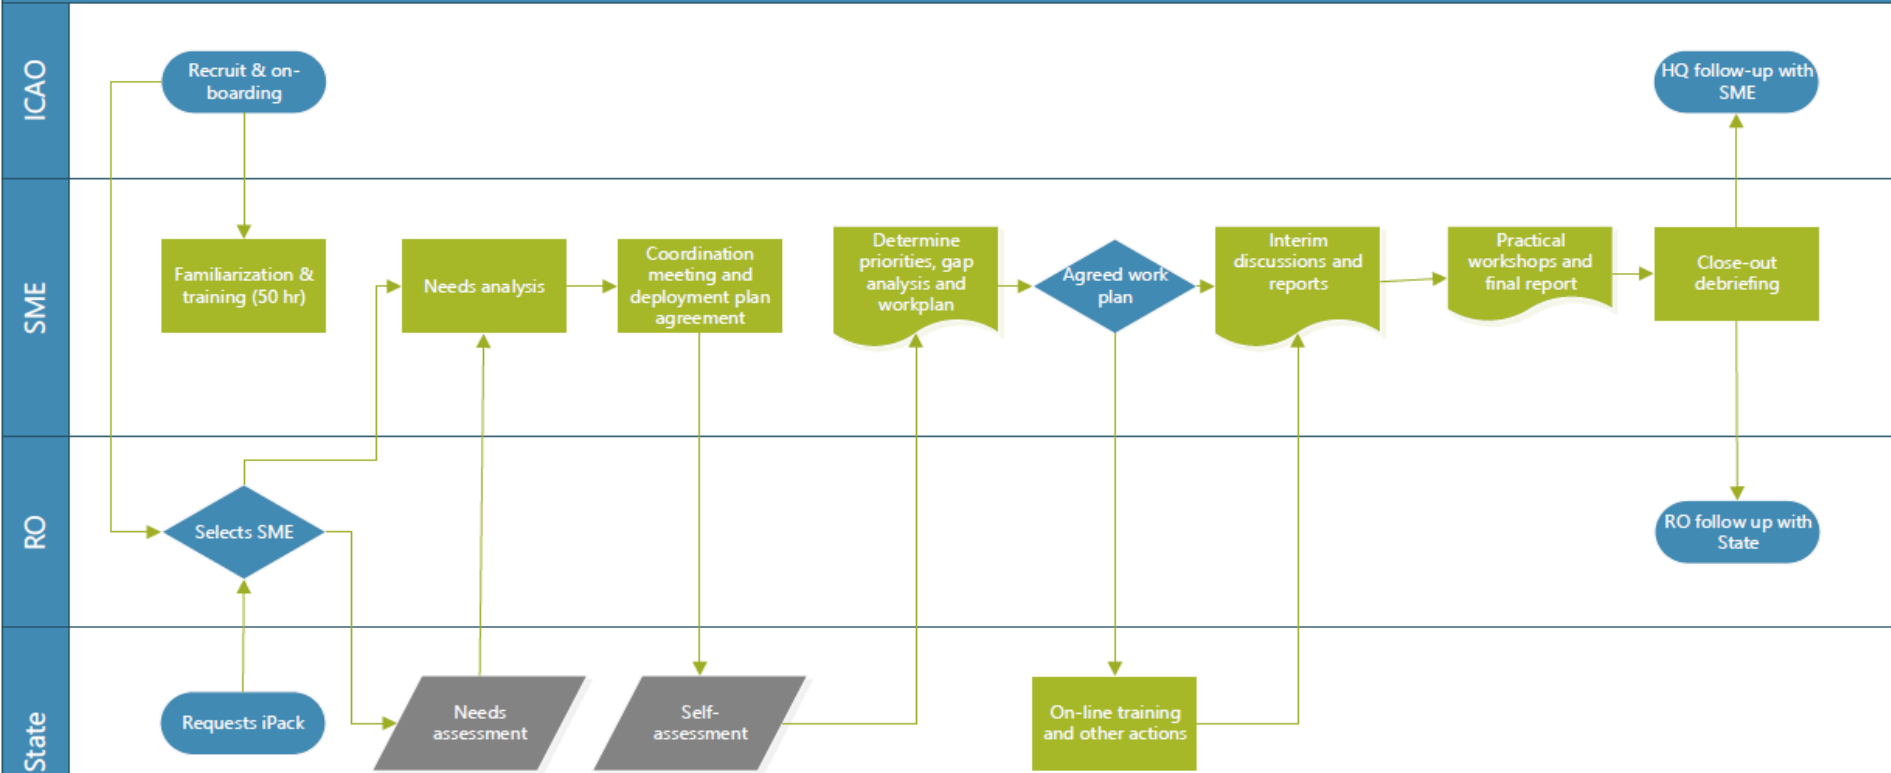 ICAO
Recruit & on-
boarding
HQ follow-up with
SME
SME
Familiarization &
training (50 hr)
Needs analysis
Coordination
meeting and
deployment plan
agreement
Determine
priorities, gap
analysis and
workplan
Agreed work
plan
Interim
discussions and
reports
Practical
workshops and
final report
Close-out
debriefing
RO
Selects SME
RO follow up with
State
State
Requests iPack
Needs
assessment
Self-
assessment
On-line training
and other actions